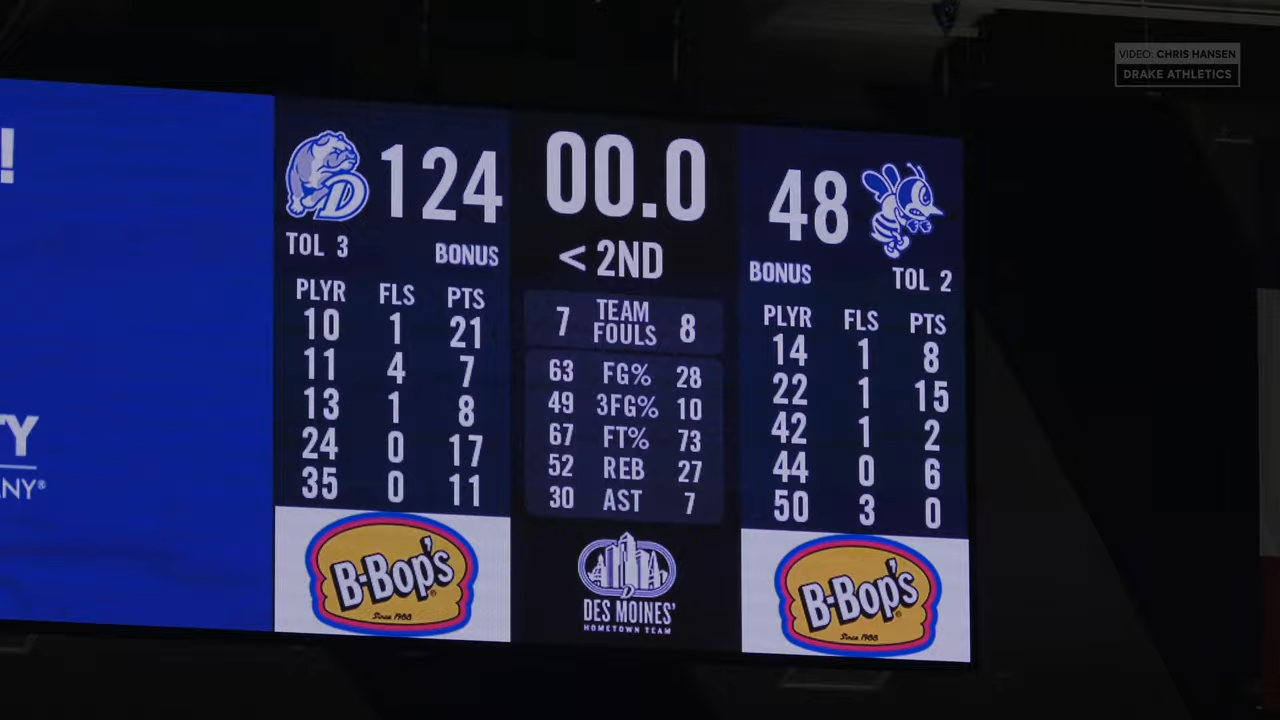 VIDEO: CHRIS HANSEN
DRAKE ATHLETICS
!
TY
NY®
D
124
TOL 3 BONUS
PLYR FLS PTS
10 1 21
11 4 7
13 1 8
24 0 17
35 0 11
B-Bop's®
Since 1988
00.0
< 2ND
7 TEAM FOULS 8
63 FG% 28
49 3FG% 10
67 FT% 73
52 REB 27
30 AST 7
D
DES MOINES'
HOMETOWN TEAM
48
BONUS TOL 2
PLYR FLS PTS
14 1 8
22 1 15
42 1 2
44 0 6
50 3 0
B-Bop's®
Since 1988